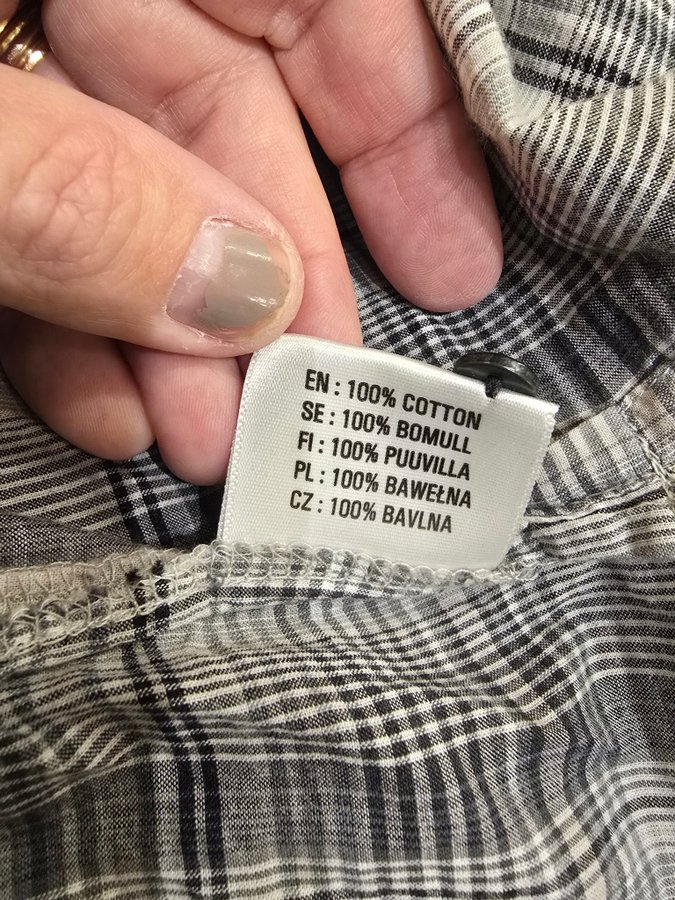 EN : 100% COTTON
SE : 100% BOMULL
FI : 100% PUUVILLA
PL : 100% BAWEŁNA
CZ : 100% BAVLNA